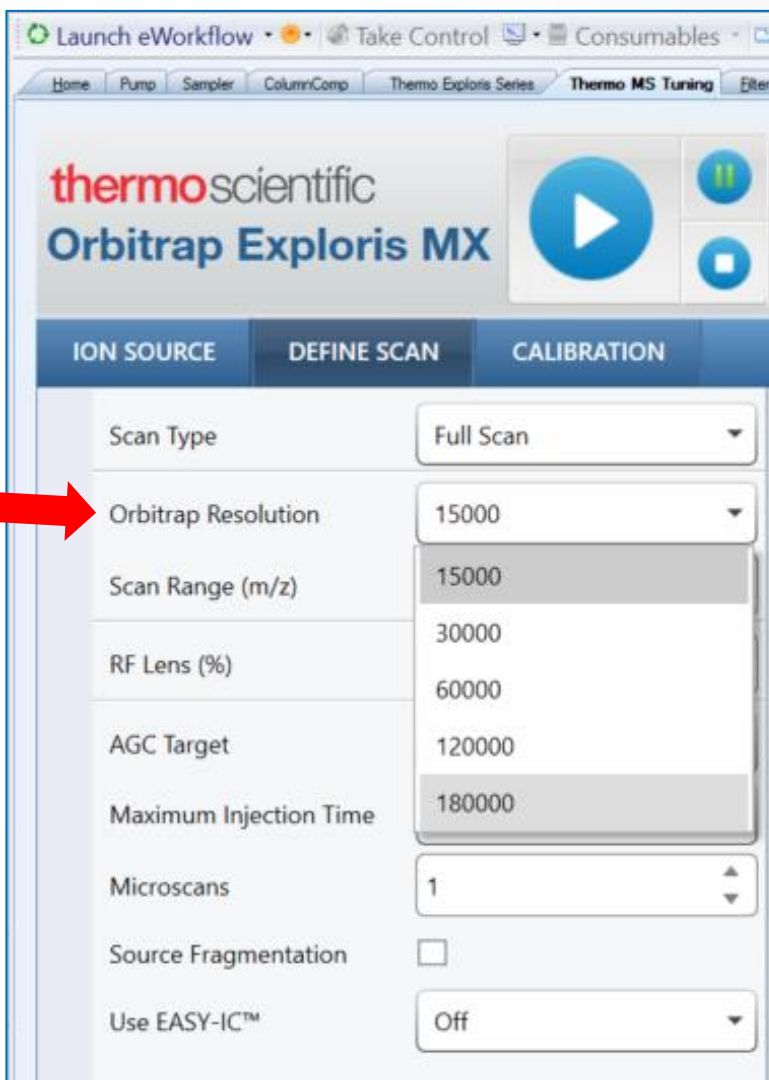 Launch eWorkflow Take Control Consumables
Home Pump Sampler ColumnComp Thermo Exploris Series Thermo MS Tuning
thermoscientific
Orbitrap Exploris MX
ION SOURCE DEFINE SCAN CALIBRATION
Scan Type Full Scan
Orbitrap Resolution 15000
15000
Scan Range (m/z)
30000
RF Lens (%)
60000
AGC Target 120000
180000
Maximum Injection Time
Microscans 1
Source Fragmentation
Use EASY-IC™ Off